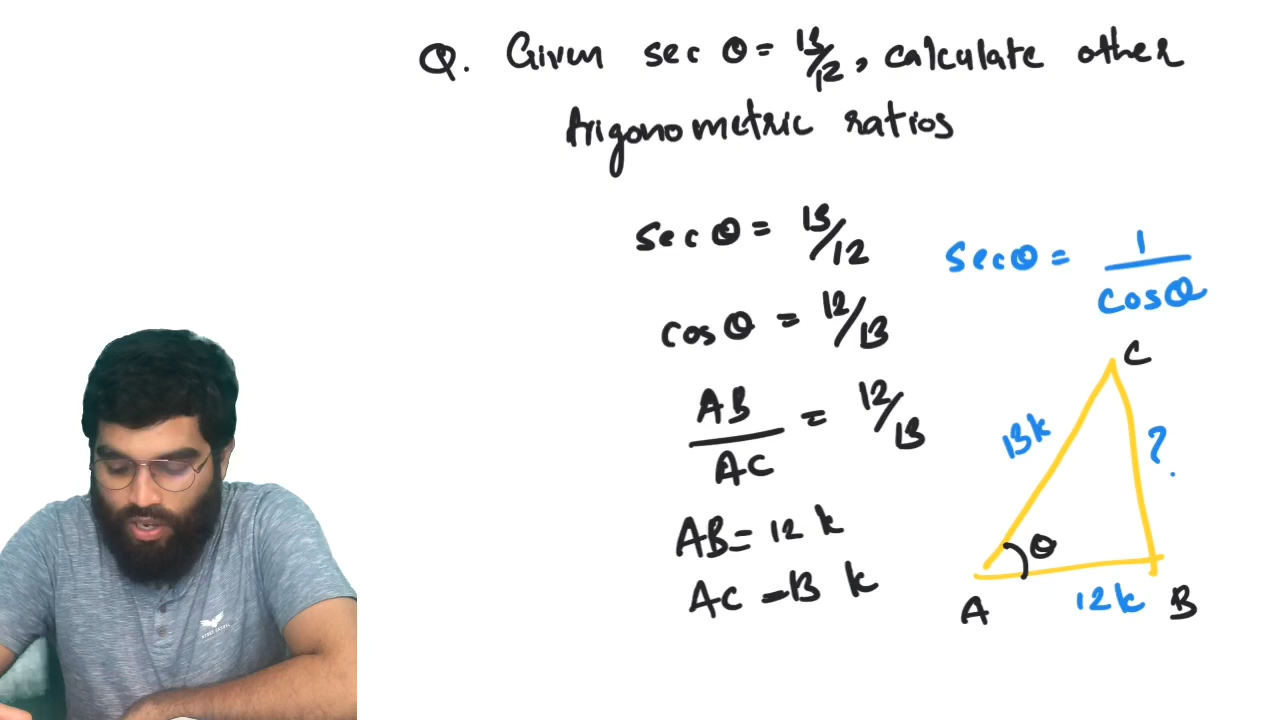 Q. Given sec θ = 13/12, calculate other
trigonometric ratios
sec θ = 13/12
sec θ = 1/cos θ
cos θ = 12/13
AB/AC = 12/13
AB = 12 k
AC = 13 k
C
13k
?
θ
A
12k
B